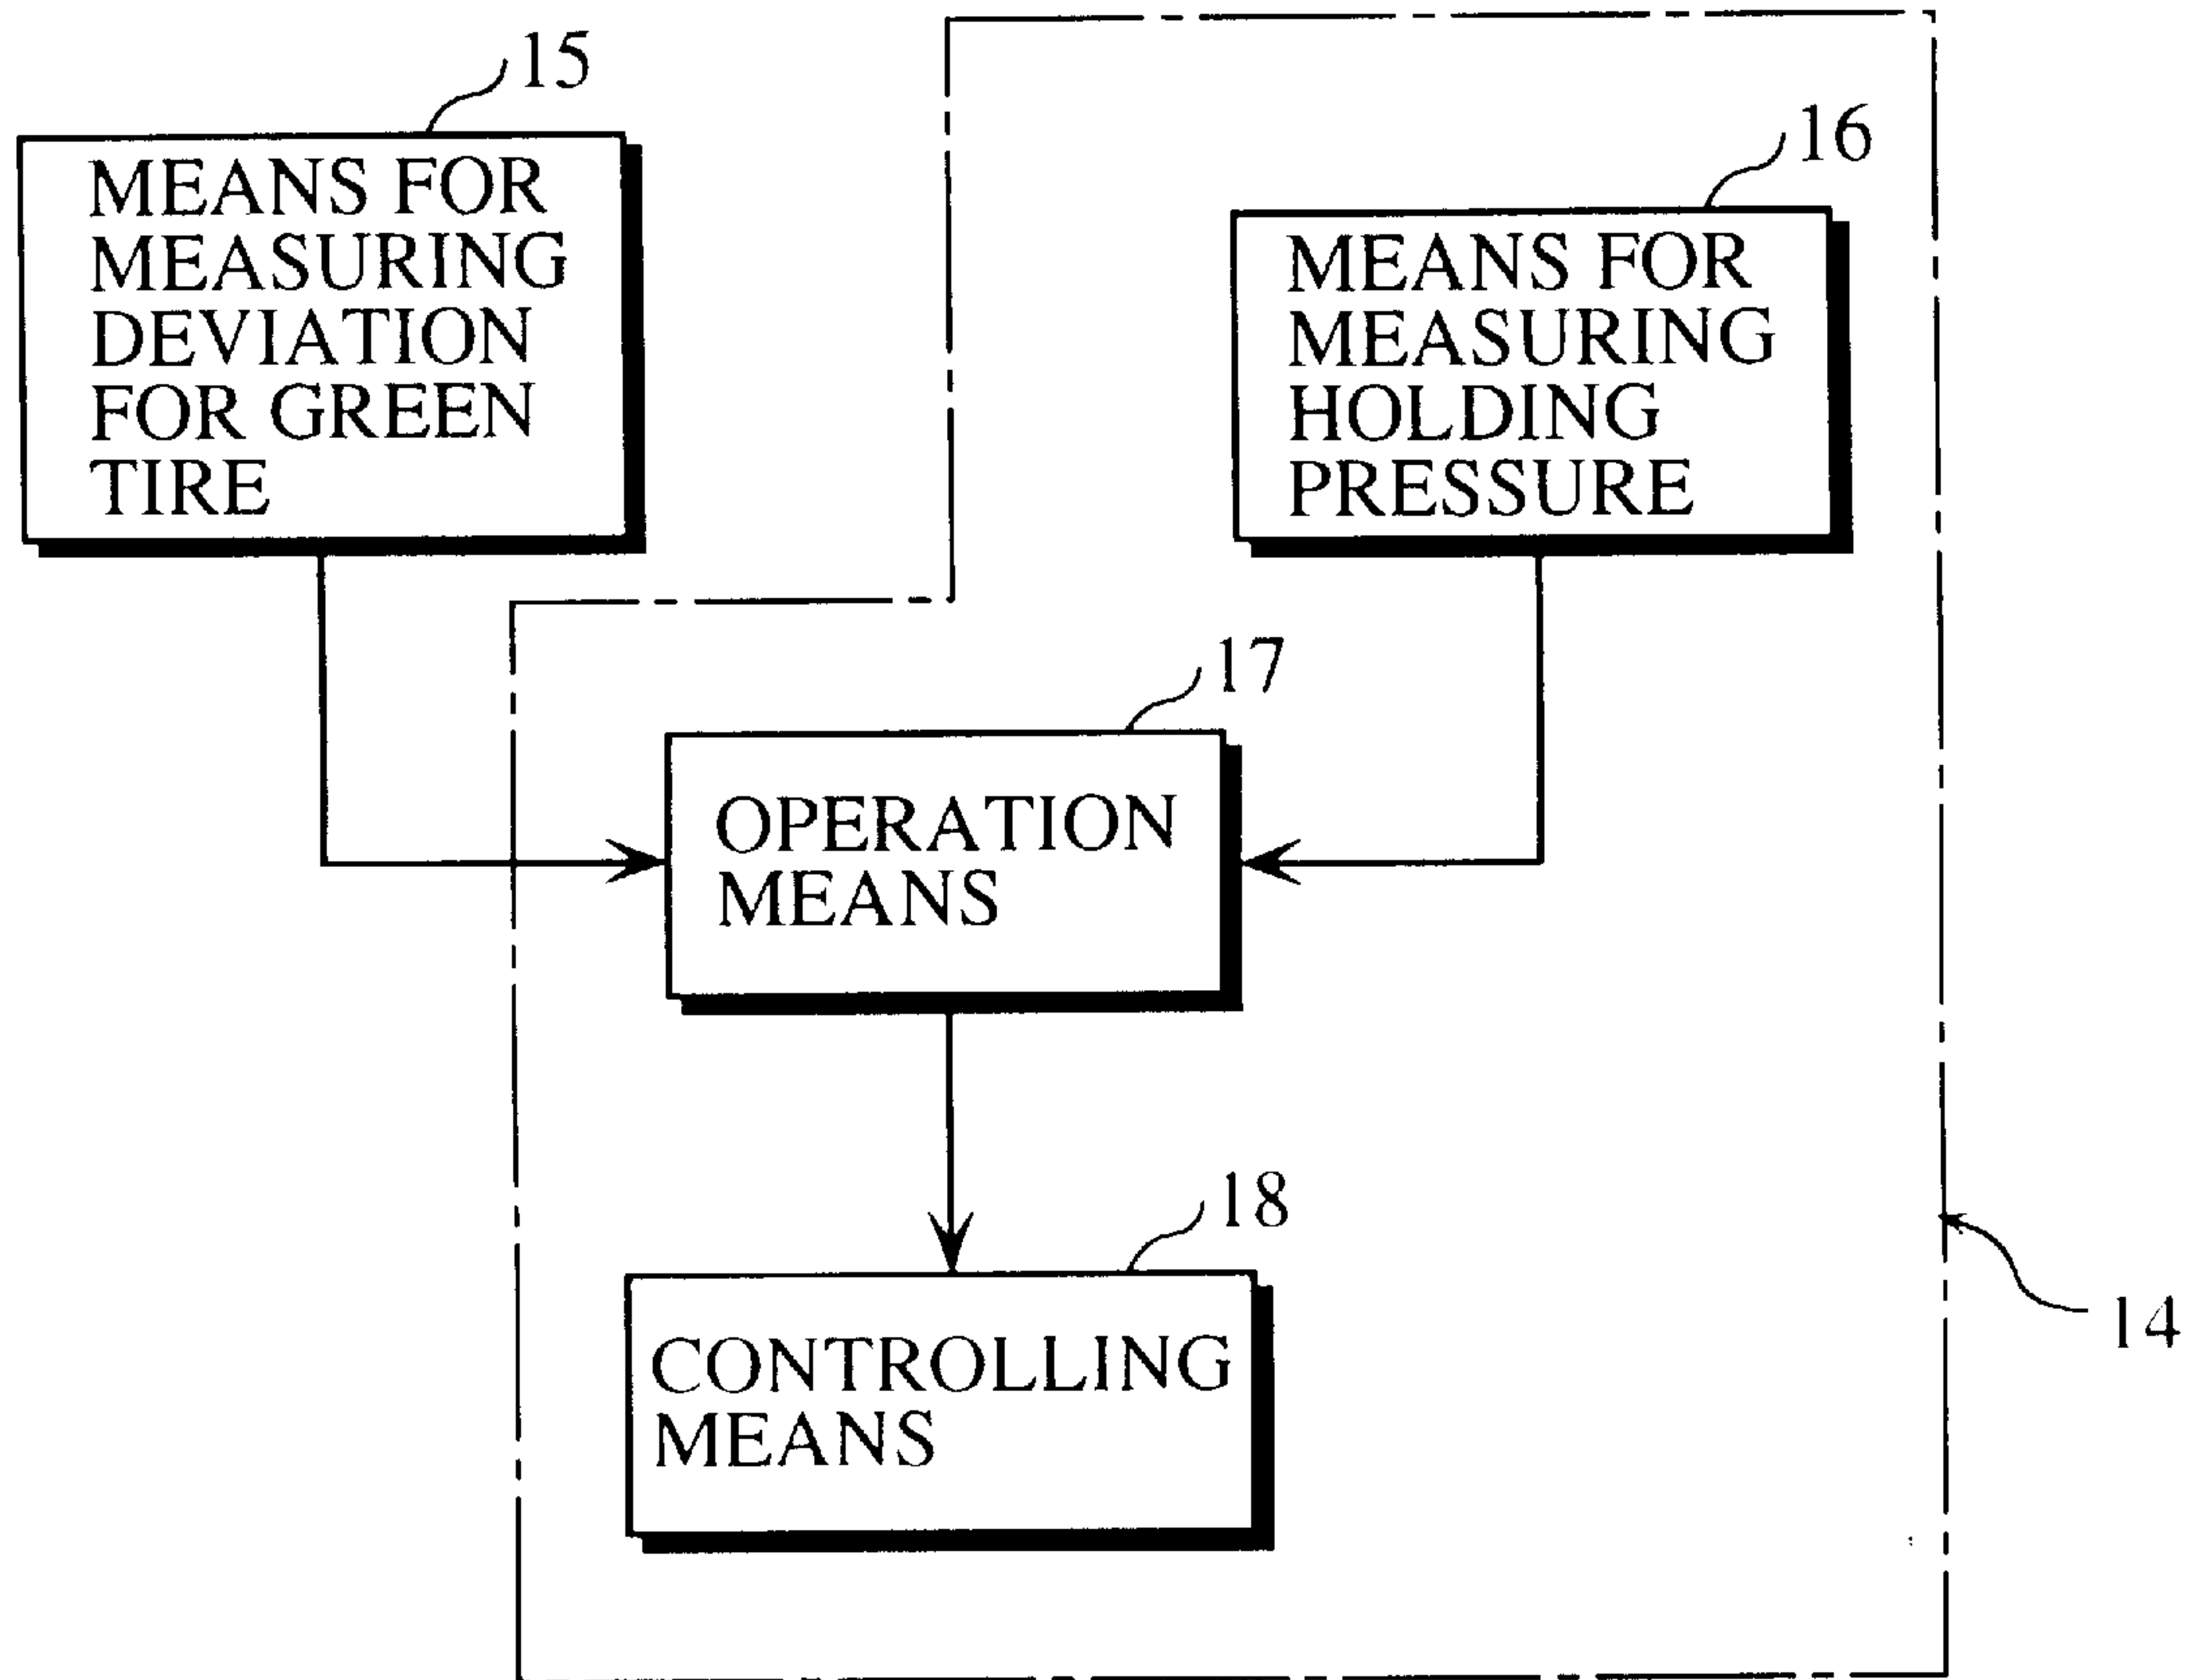 15
MEANS FOR
MEASURING
DEVIATION
FOR GREEN
TIRE
16
MEANS FOR
MEASURING
HOLDING
PRESSURE
17
OPERATION
MEANS
18
CONTROLLING
MEANS
14